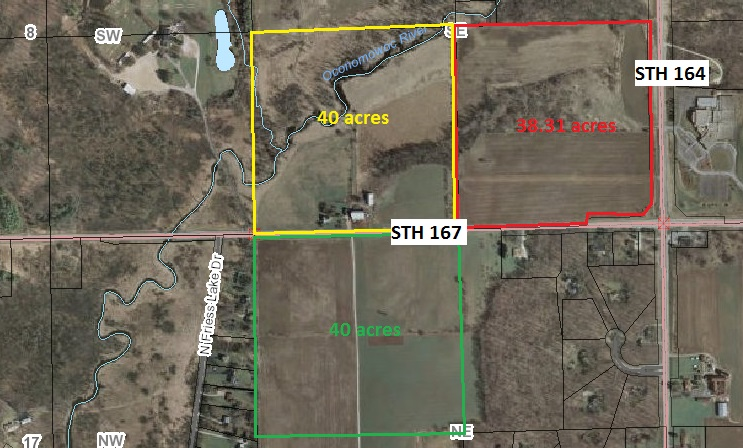 8
SW
SE
Oconomowoc River
STH 164
40 acres
38.31 acres
STH 167
N Friess Lake Dr
40 acres
17
NW
NE